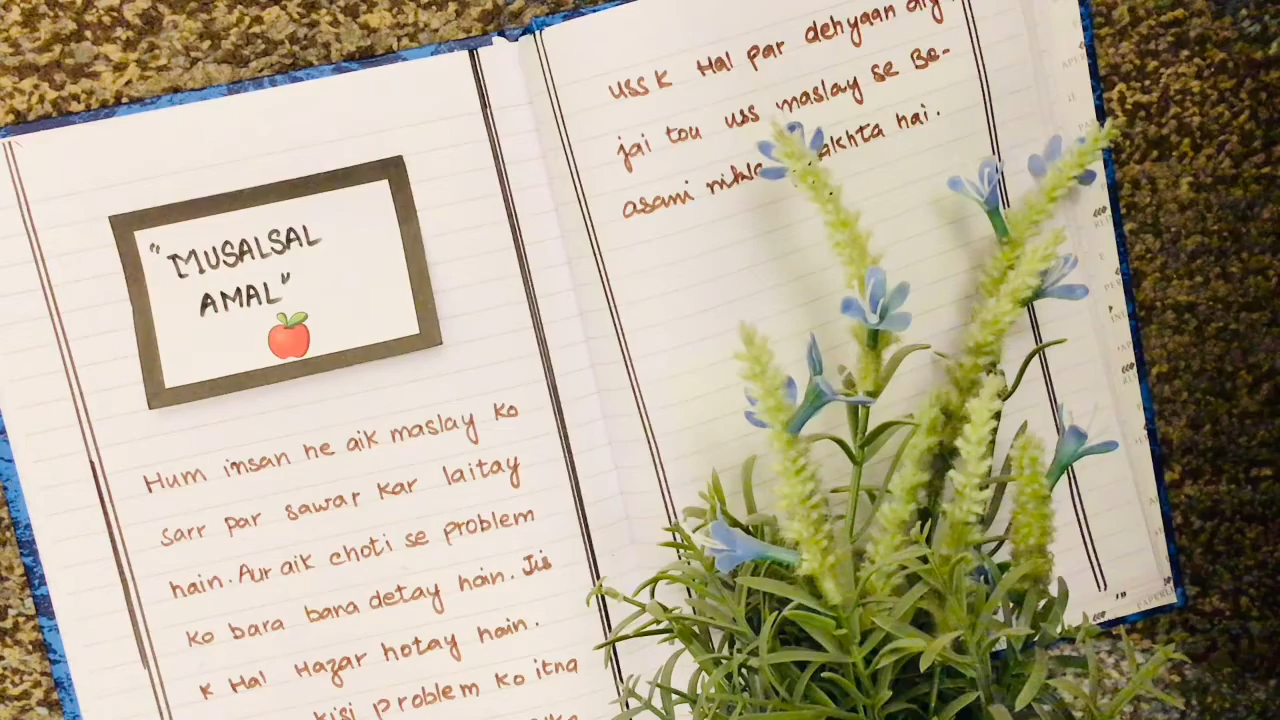 "MUSALSAL
AMAL"
Hum insan he aik maslay ko
sarr par sawar kar laitay
hain. Aur aik choti se problem
ko bara bana detay hain. Jis
K Hal Hazar hotay hain.
kisi problem ko itna
uss K Hal par dehyaan
jai tou uss maslay se Be-
asani hai.